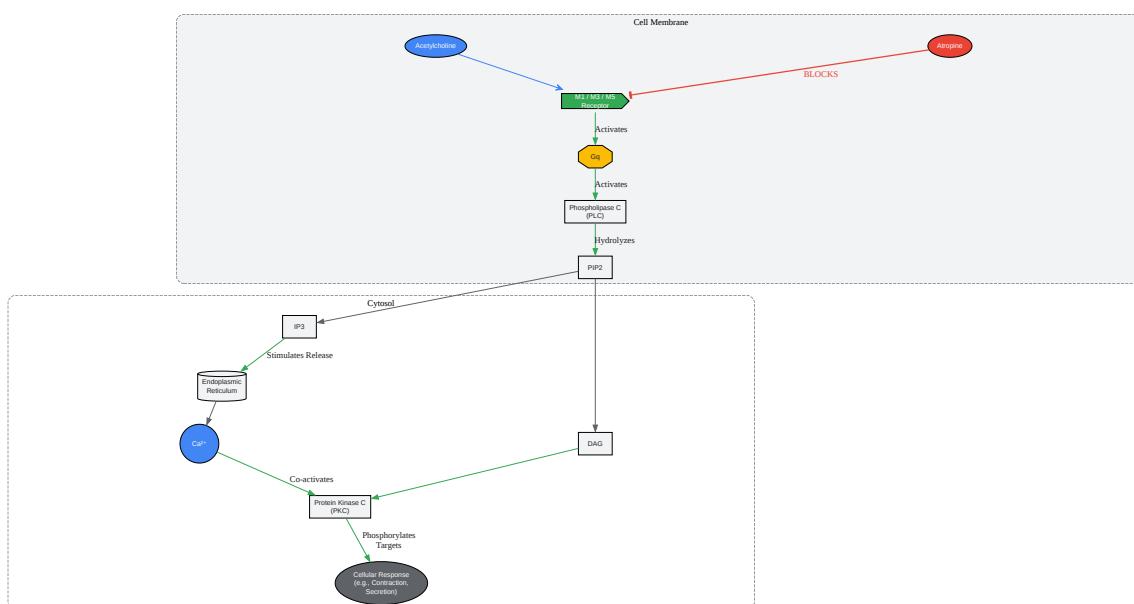 Cell Membrane
Acetylcholine
Atropine
BLOCKS
M1 / M3 / M5
Receptor
Activates
Gq
Activates
Phospholipase C
(PLC)
Hydrolyzes
PIP2
Cytosol
IP3
Stimulates Release
Endoplasmic
Reticulum
Ca²⁺
DAG
Co-activates
Protein Kinase C
(PKC)
Phosphorylates
Targets
Cellular Response
(e.g., Contraction,
Secretion)